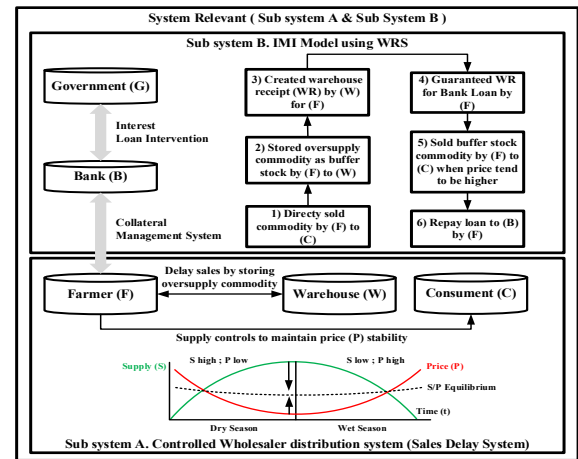 System Relevant ( Sub system A & Sub System B )
Sub system B. IMI Model using WRS
Government (G)
Interest
Loan Intervention
Bank (B)
Collateral
Management System
3) Created warehouse
receipt (WR) by (W)
for (F)
2) Stored oversupply
commodity as buffer
stock by (F) to (W)
1) Directy sold
commodity by (F) to
(C)
4) Guaranteed WR
for Bank Loan by
(F)
5) Sold buffer stock
commodity by (F) to
(C) when price tend
to be higher
6) Repay loan to (B)
by (F)
Farmer (F)
Delay sales by storing
oversupply commodity
Warehouse (W)
Consument (C)
Supply controls to maintain price (P) stability
Supply (S)
S high ; P low
S low ; P high
Price (P)
S/P Equilibrium
Time (t)
Dry Season
Wet Season
Sub system A. Controlled Wholesaler distribution system (Sales Delay System)